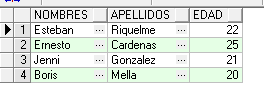 NOMBRES APELLIDOS EDAD
1 Esteban ... Riquelme ... 22
2 Ernesto ... Cardenas ... 25
3 Jenni ... Gonzalez ... 21
4 Boris ... Mella ... 20